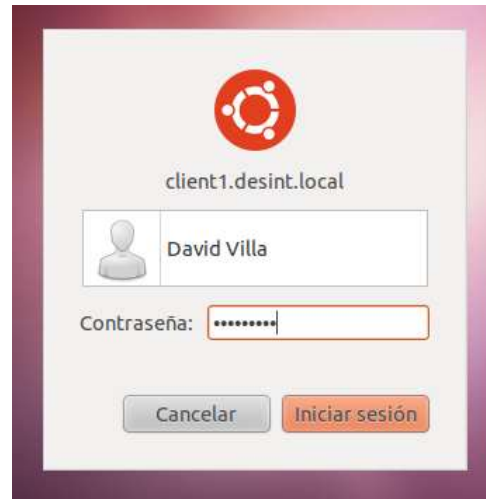 client1.desint.local
David Villa
Contraseña: •••••••••
Cancelar Iniciar sesión